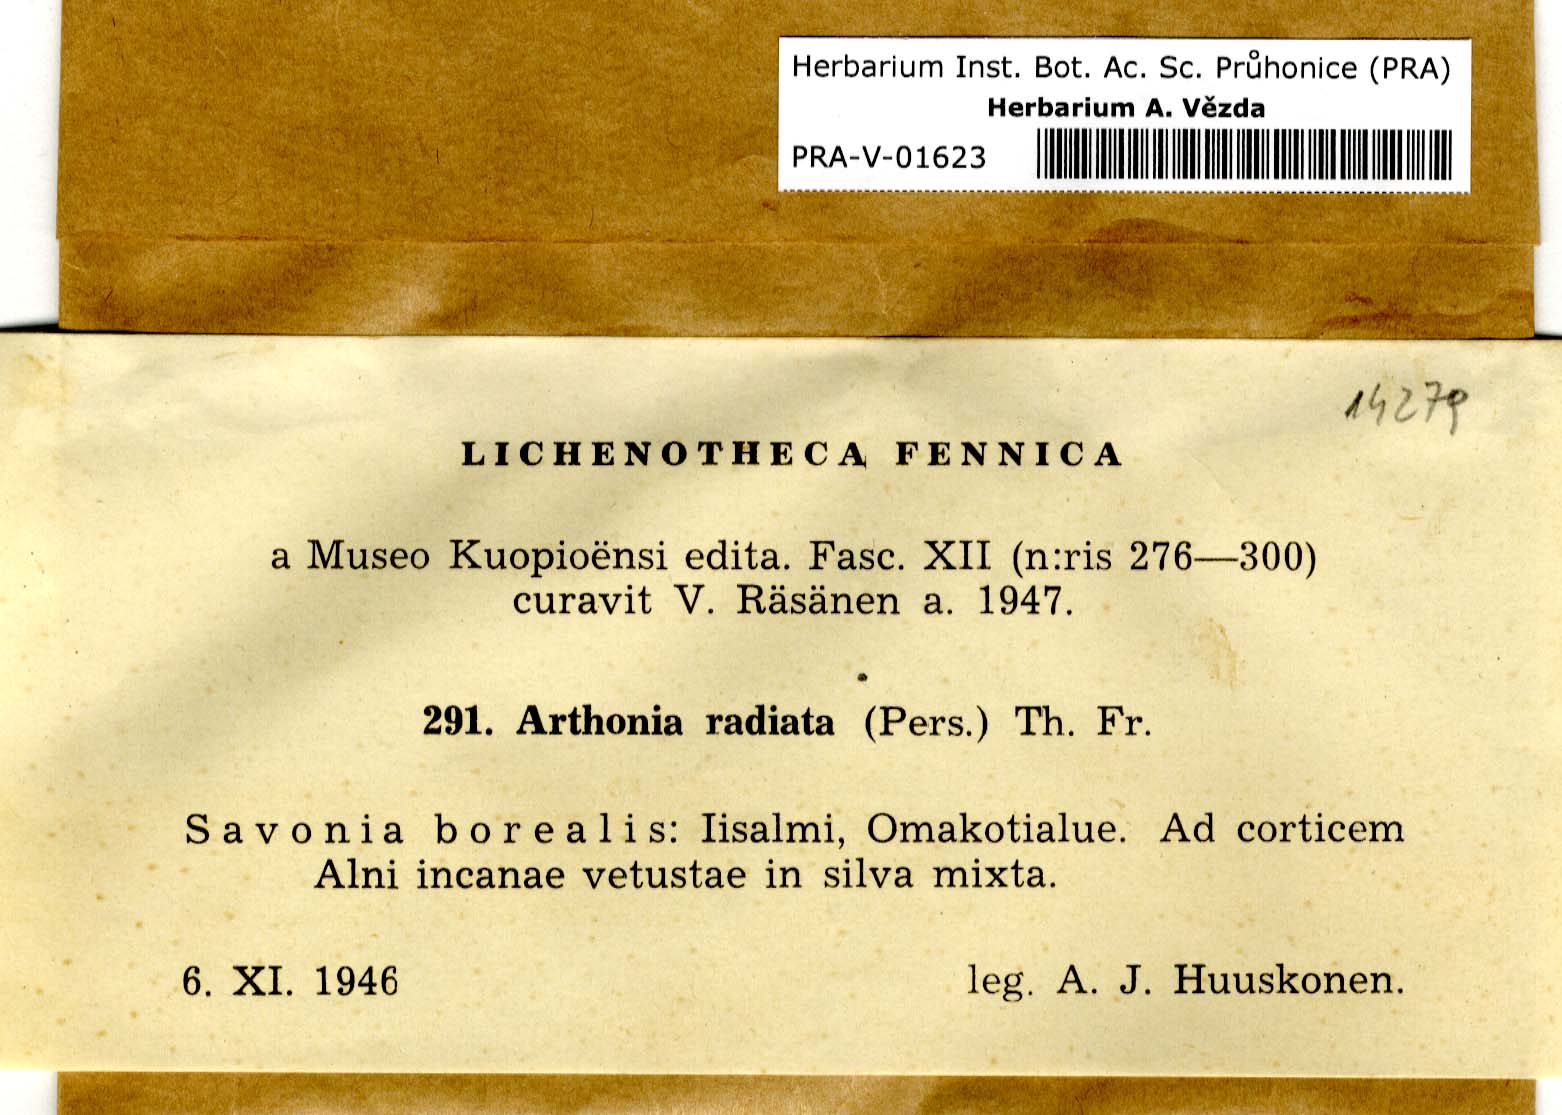 Herbarium Inst. Bot. Ac. Sc. Průhonice (PRA)
Herbarium A. Vězda
PRA-V-01623
14279
LICHENOTHECA FENNICA
a Museo Kuopioënsi edita. Fasc. XII (n:ris 276—300)
curavit V. Räsänen a. 1947.
291. Arthonia radiata (Pers.) Th. Fr.
Savonia borealis: Iisalmi, Omakotialue. Ad corticem
Alni incanae vetustae in silva mixta.
6. XI. 1946 leg. A. J. Huuskonen.